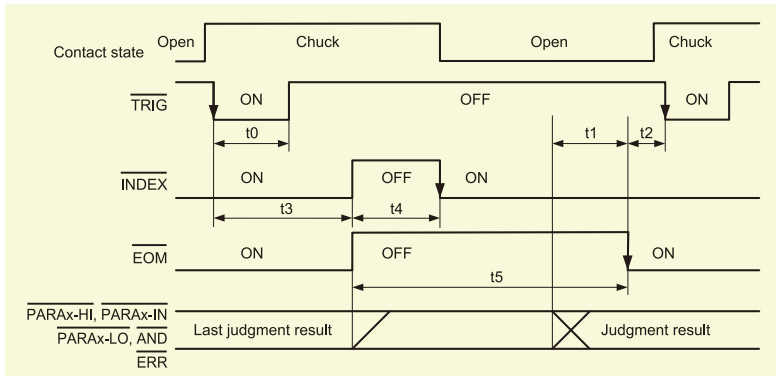 Contact state Open Chuck Open Chuck
TRIG ON OFF ON
t0 t1 t2
INDEX ON OFF ON
t3 t4
EOM ON OFF ON
t5
PARAx-HI, PARAx-IN
PARAx-LO, AND Last judgment result Judgment result
ERR